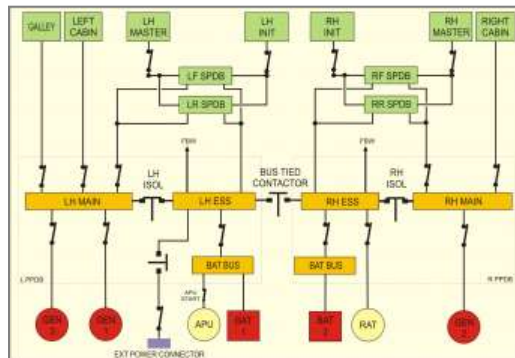 GALLEY
LEFT
CABIN
LH
MASTER
LH
INIT
RH
INIT
RH
MASTER
RIGHT
CABIN
LF SPDB
LR SPDB
RF SPDB
RR SPDB
FBW
LH
ISOL
BUS TIED
CONTACTOR
FBW
RH
ISOL
LH MAIN
LH ESS
RH ESS
RH MAIN
BAT BUS
BAT BUS
L PPDB
R PPDB
APU
START
GEN
3
GEN
1
APU
BAT
1
BAT
2
RAT
GEN
2
EXT POWER CONNECTOR